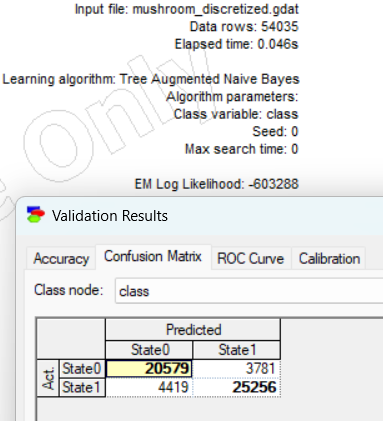 Input file: mushroom_discretized.gdat
Data rows: 54035
Elapsed time: 0.046s
Learning algorithm: Tree Augmented Naive Bayes
Algorithm parameters:
Class variable: class
Seed: 0
Max search time: 0
EM Log Likelihood: -603288
only
Validation Results
Accuracy Confusion Matrix ROC Curve Calibration
Class node: class
Predicted
State0 State1
Act. State0 20579 3781
State1 4419 25256